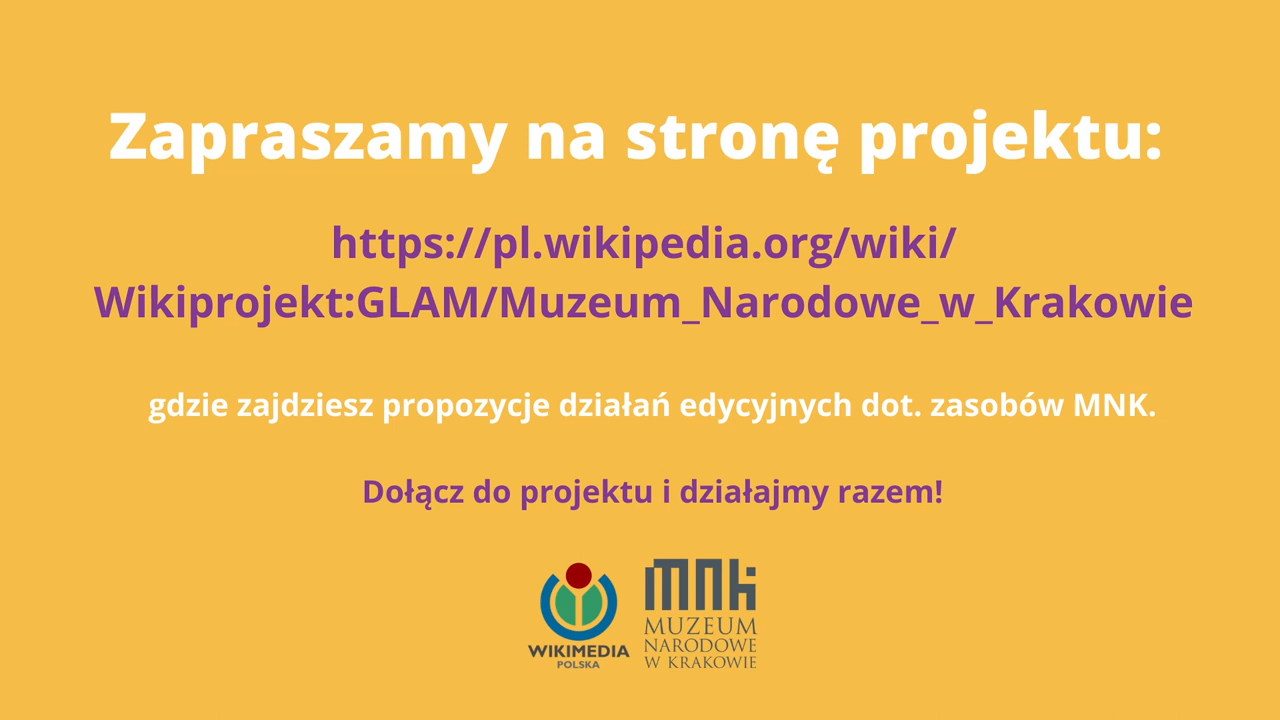 Zapraszamy na stronę projektu:
https://pl.wikipedia.org/wiki/
Wikiprojekt:GLAM/Muzeum_Narodowe_w_Krakowie
gdzie zajdziesz propozycje działań edycyjnych dot. zasobów MNK.
Dołącz do projektu i działajmy razem!
WIKIMEDIA
POLSKA
mnk
MUZEUM
NARODOWE
W KRAKOWIE